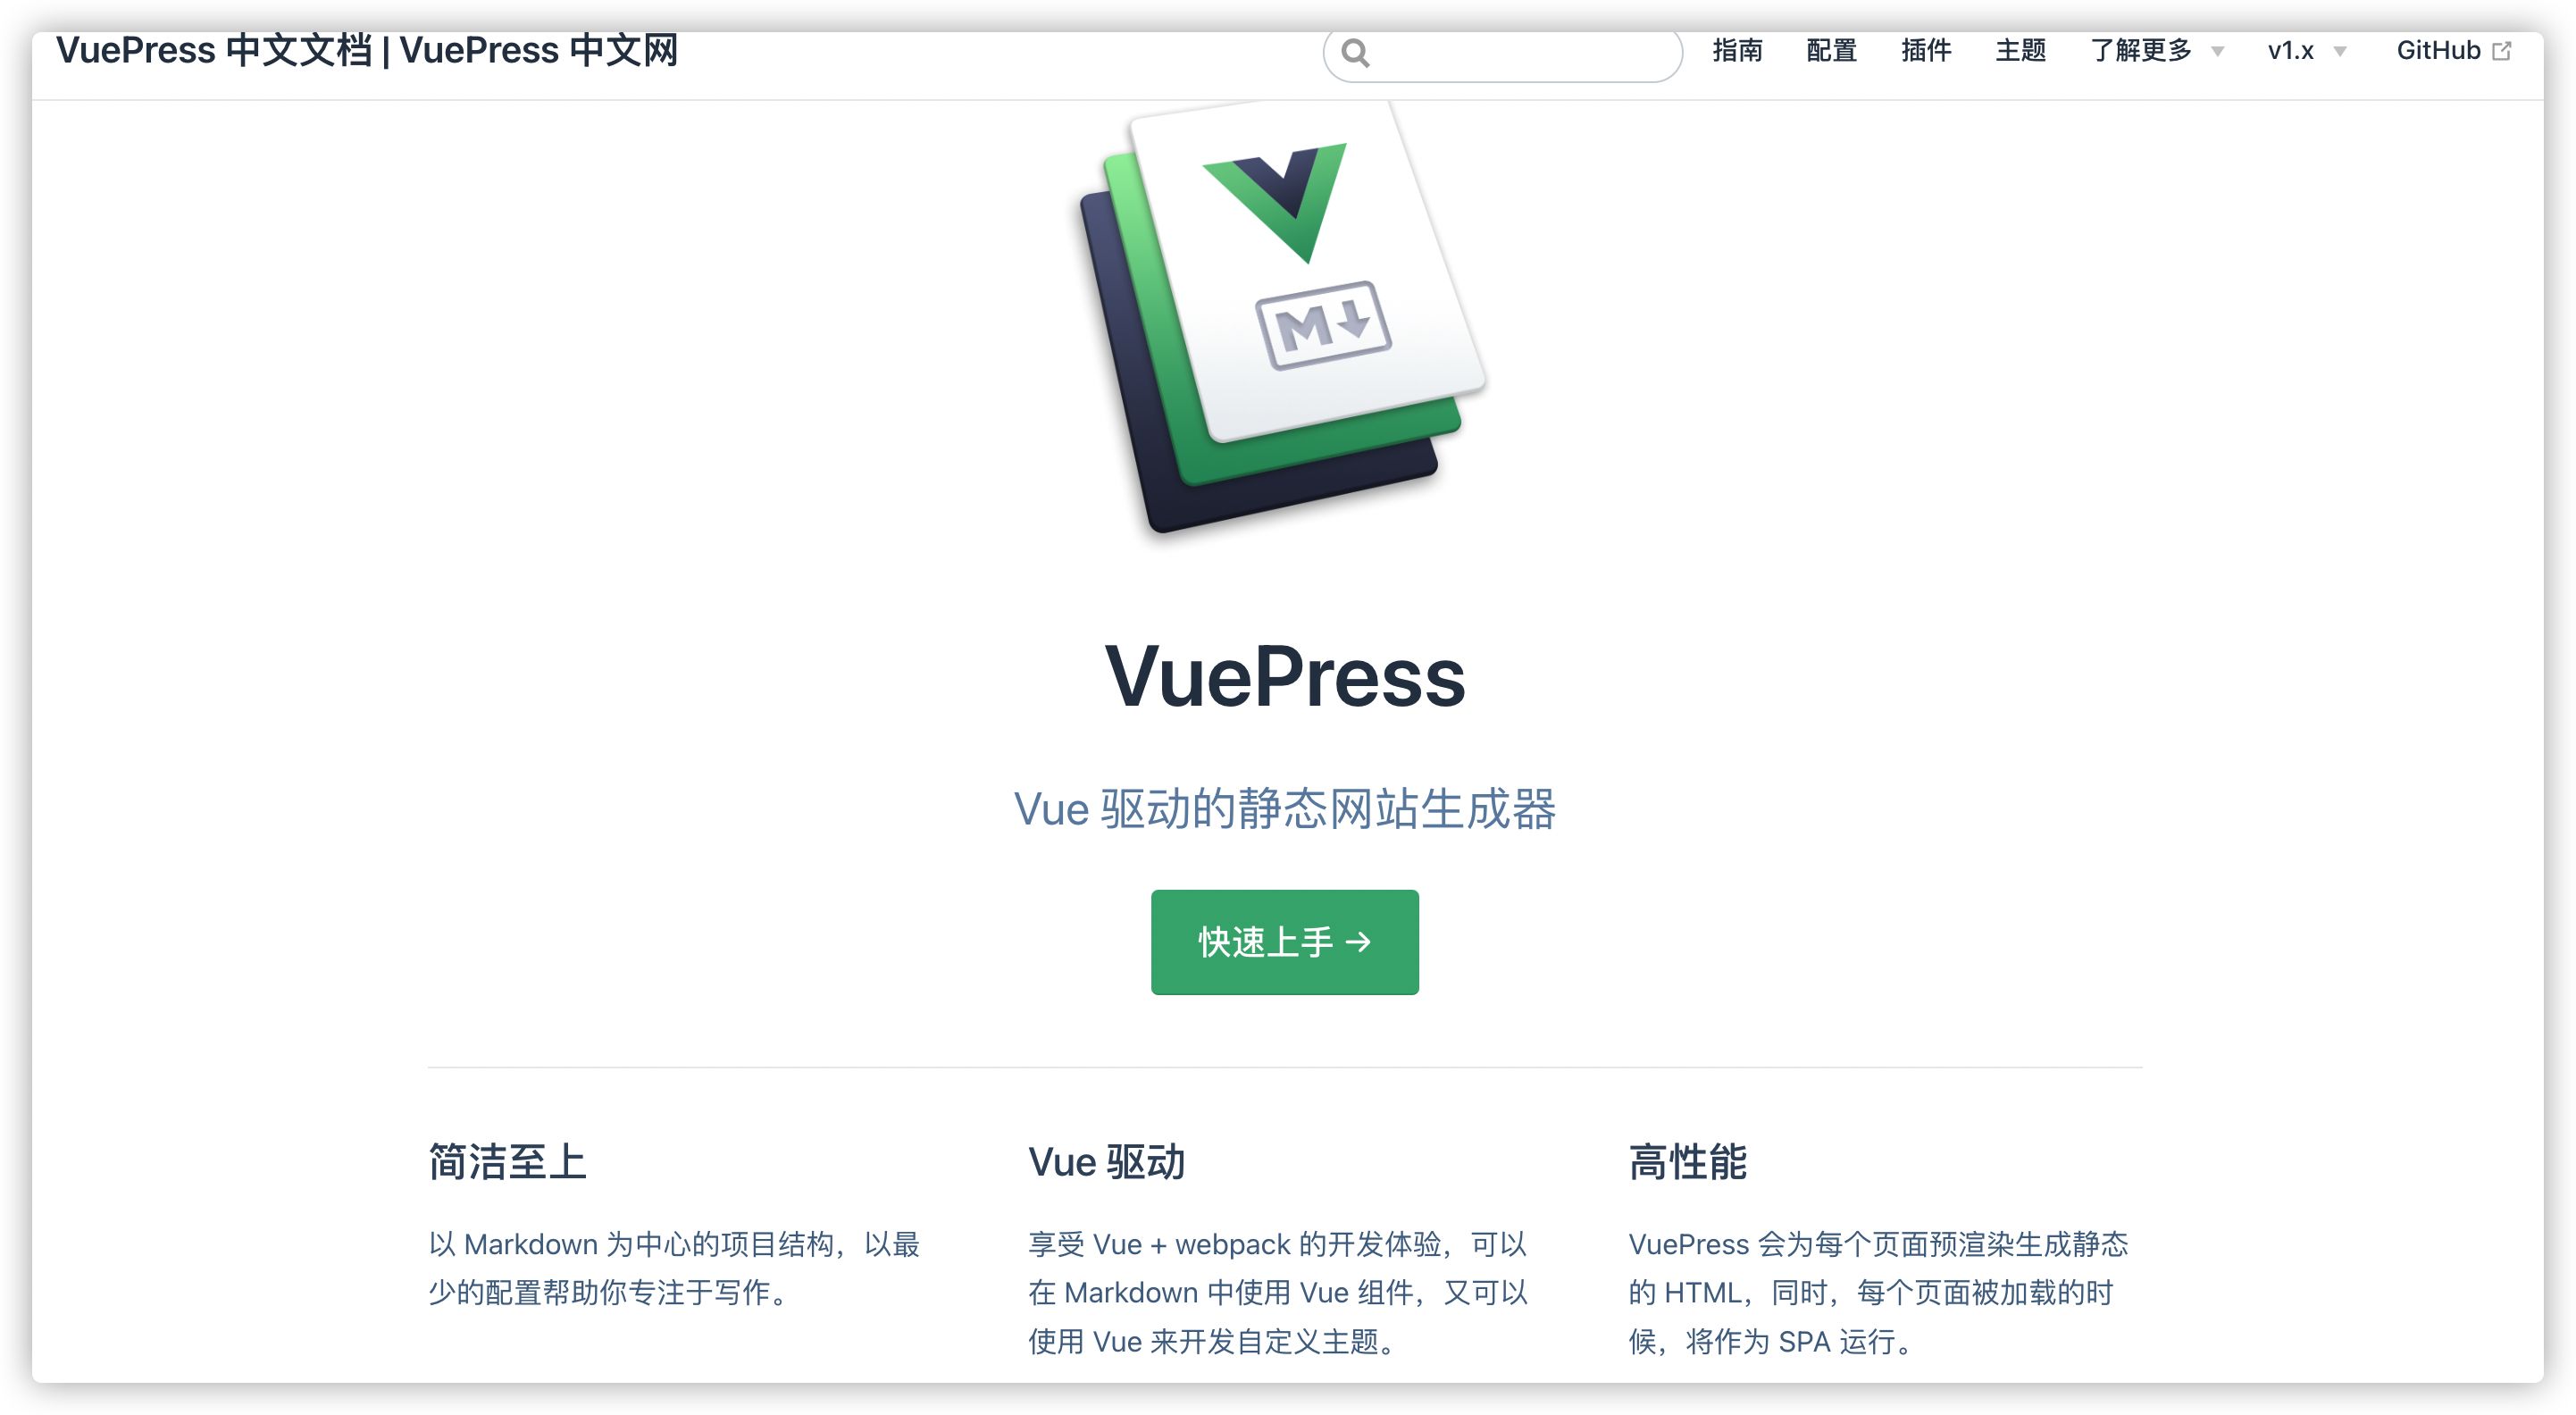 VuePress 中文文档 | VuePress 中文网
指南 配置 插件 主题 了解更多 v1.x GitHub
M
VuePress
Vue 驱动的静态网站生成器
快速上手 →
简洁至上
以 Markdown 为中心的项目结构，以最
少的配置帮助你专注于写作。
Vue 驱动
享受 Vue + webpack 的开发体验，可以
在 Markdown 中使用 Vue 组件，又可以
使用 Vue 来开发自定义主题。
高性能
VuePress 会为每个页面预渲染生成静态
的 HTML，同时，每个页面被加载的时
候，将作为 SPA 运行。